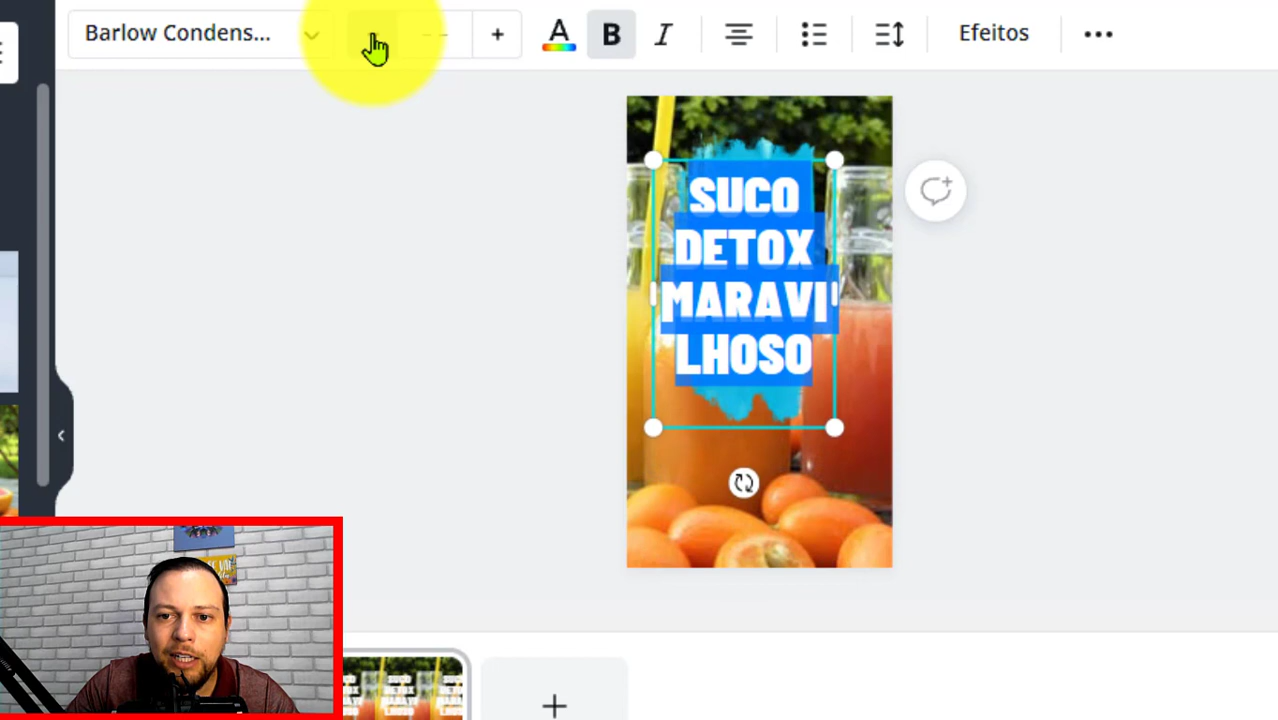 Barlow Condens...
-- +
A B I
Efeitos
SUCO
DETOX
MARAVI
LHOSO